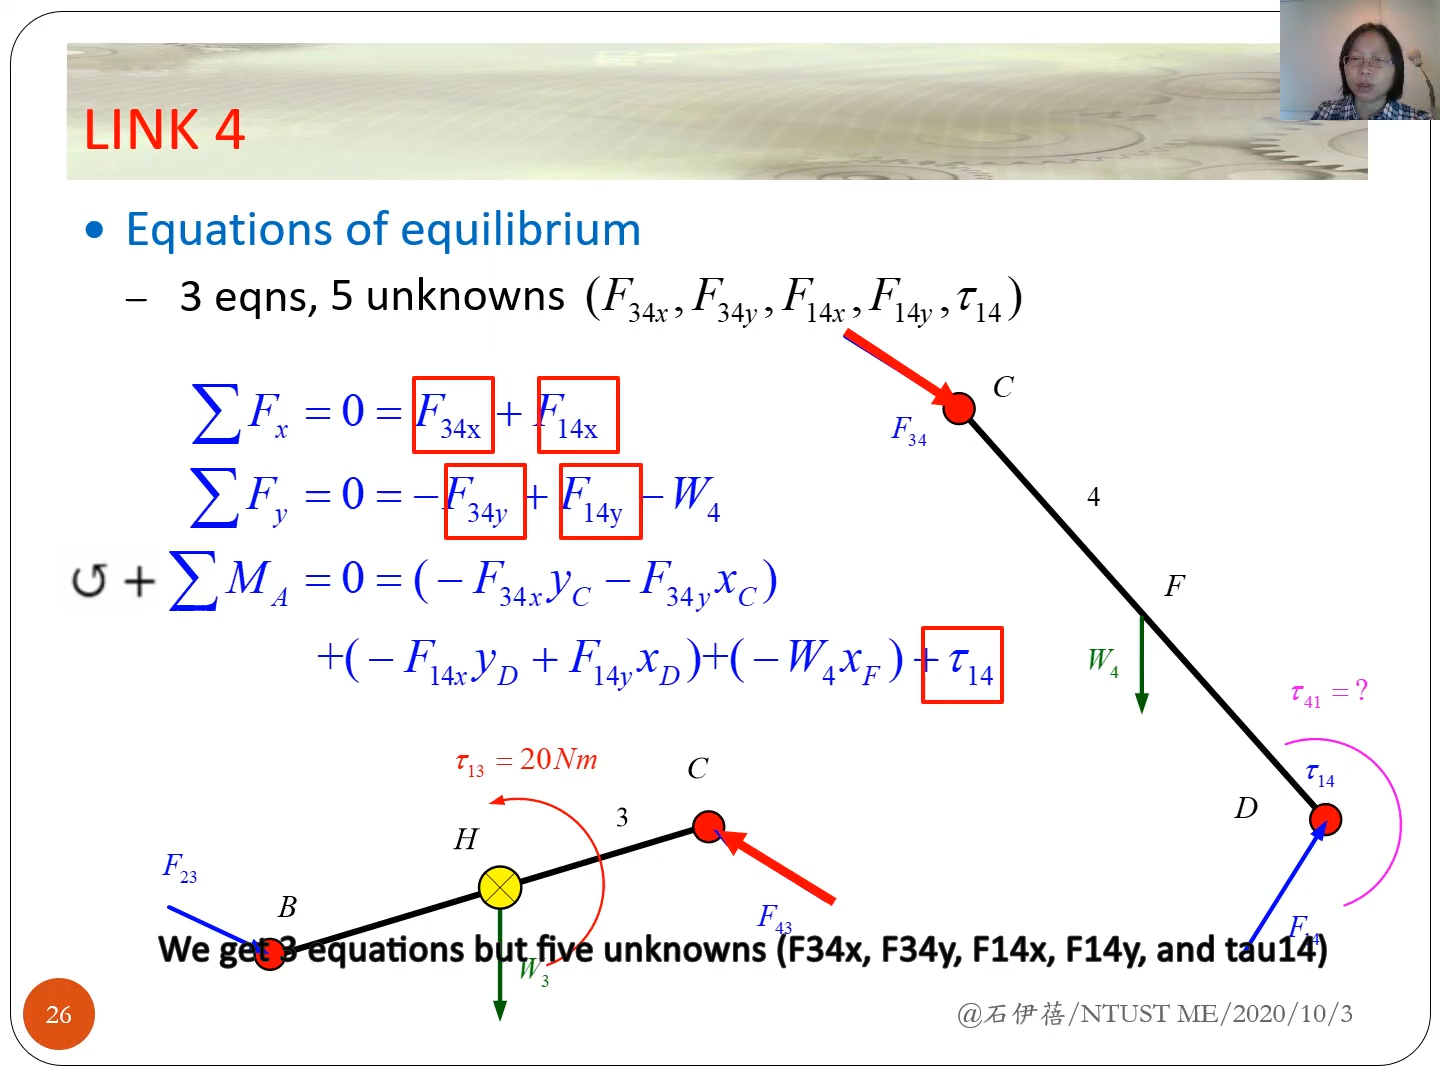 LINK 4
• Equations of equilibrium
– 3 eqns, 5 unknowns (F34x, F34y, F14x, F14y, τ14)
∑Fx = 0 = F34x + F14x
∑Fy = 0 = −F34y + F14y − W4
↺ + ∑MA = 0 = (−F34x yC − F34y xC)
+(−F14x yD + F14y xD)+(−W4 xF) + τ14
C
F34
4
F
W4
τ41 = ?
τ14
D
F14
τ13 = 20Nm
C
3
H
F23
B
F43
W3
We get 3 equations but five unknowns (F34x, F34y, F14x, F14y, and tau14)
26
@石伊蓓/NTUST ME/2020/10/3